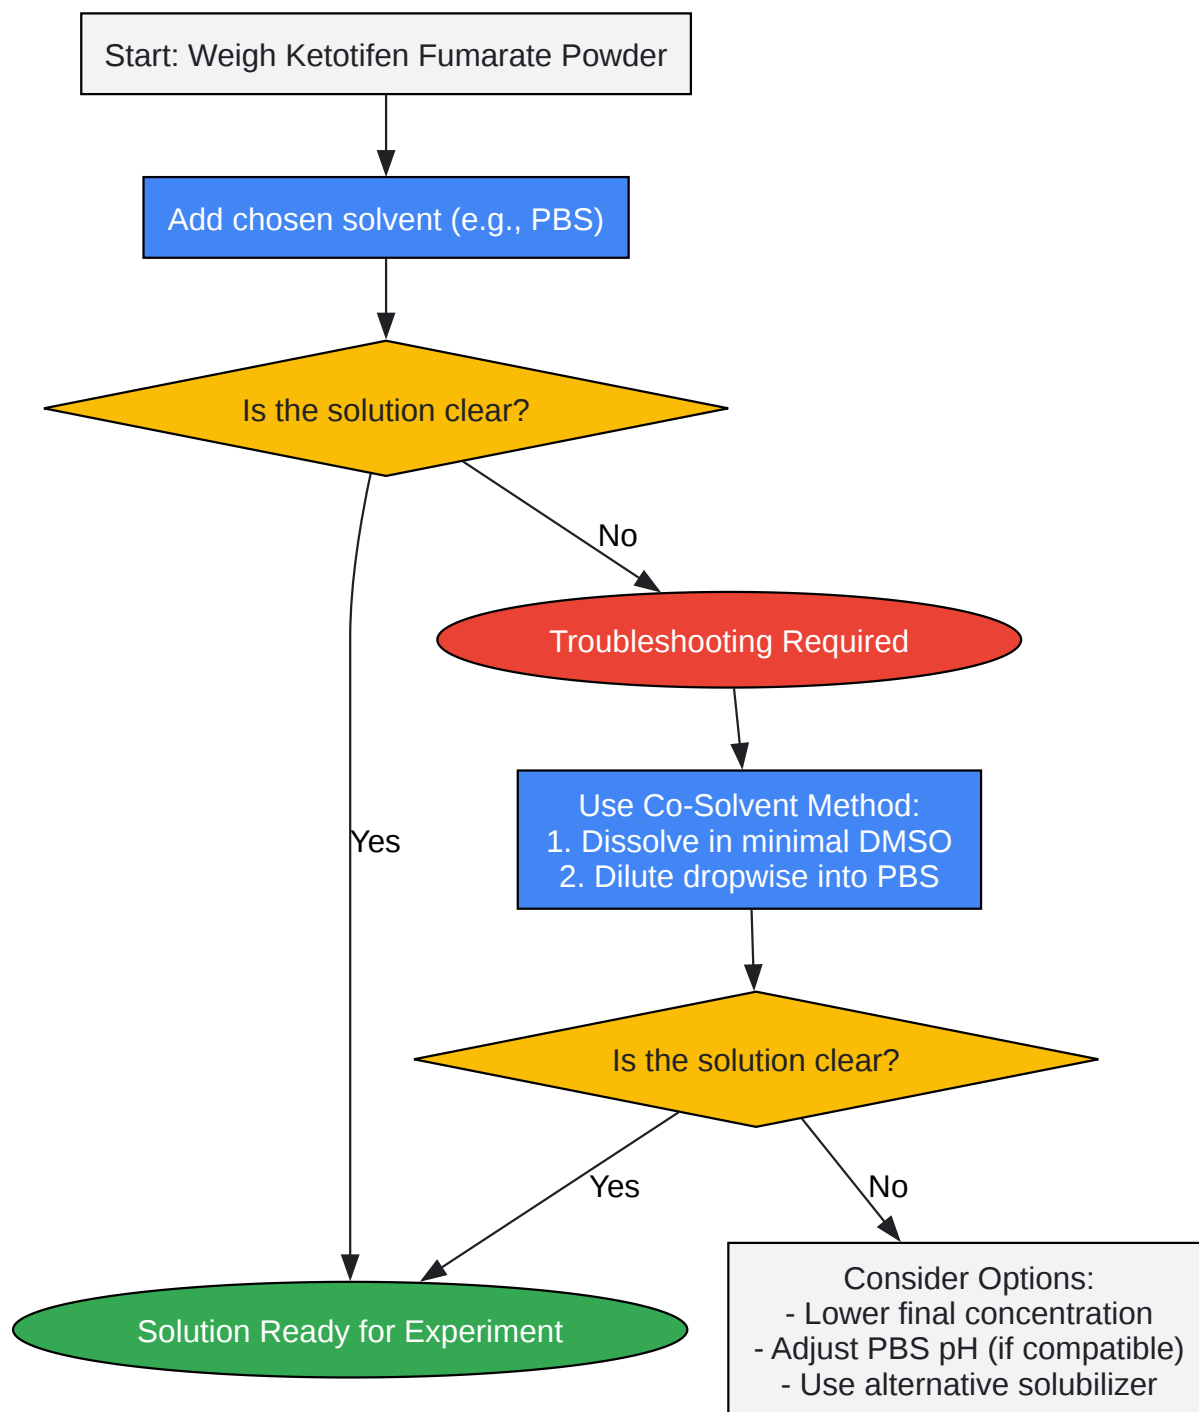 Start: Weigh Ketotifen Fumarate Powder
Add chosen solvent (e.g., PBS)
Is the solution clear?
No
Troubleshooting Required
Use Co-Solvent Method:
1. Dissolve in minimal DMSO
2. Dilute dropwise into PBS
Yes
Is the solution clear?
Yes
No
Solution Ready for Experiment
Consider Options:
- Lower final concentration
- Adjust PBS pH (if compatible)
- Use alternative solubilizer